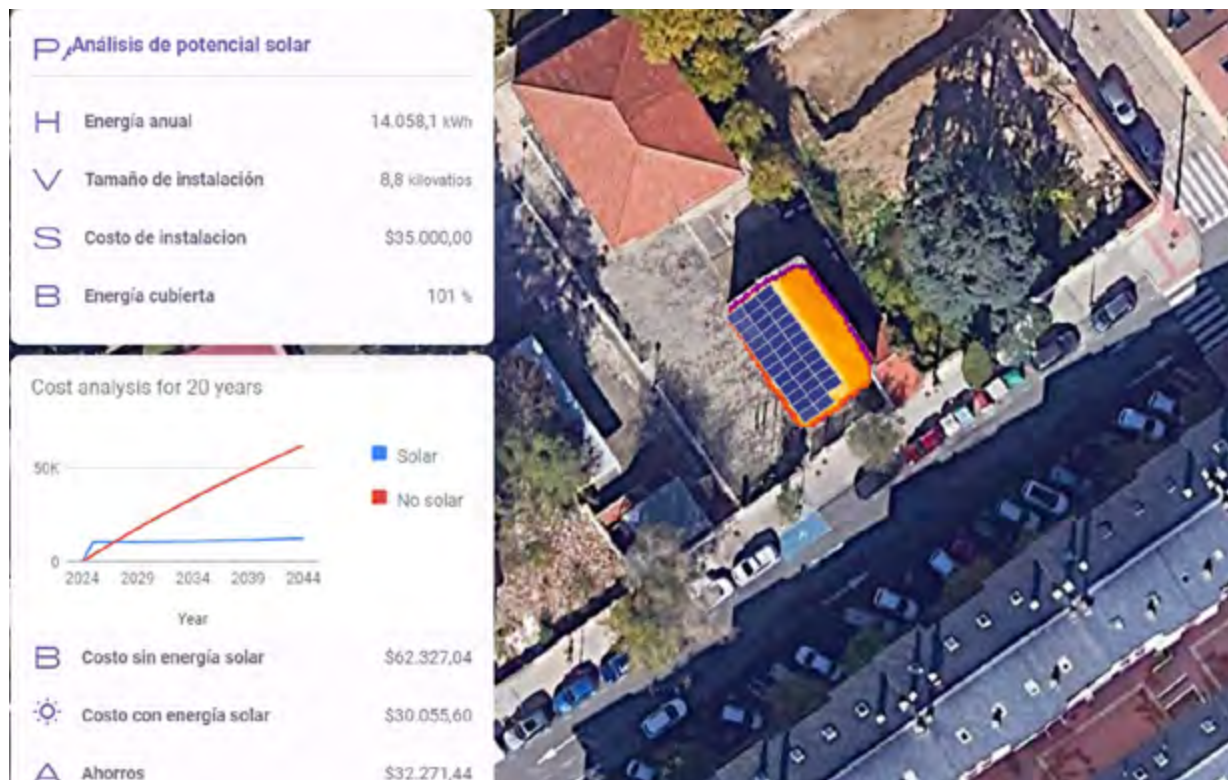 Análisis de potencial solar
Energía anual 14.058,1 kWh
Tamaño de instalación 8,8 kilovatios
Costo de instalacion $35.000,00
Energía cubierta 101 %
Cost analysis for 20 years
50K
0
Solar
No solar
2024 2029 2034 2039 2044
Year
Costo sin energía solar $62.327,04
Costo con energía solar $30.055,60
Ahorros $32.271,44